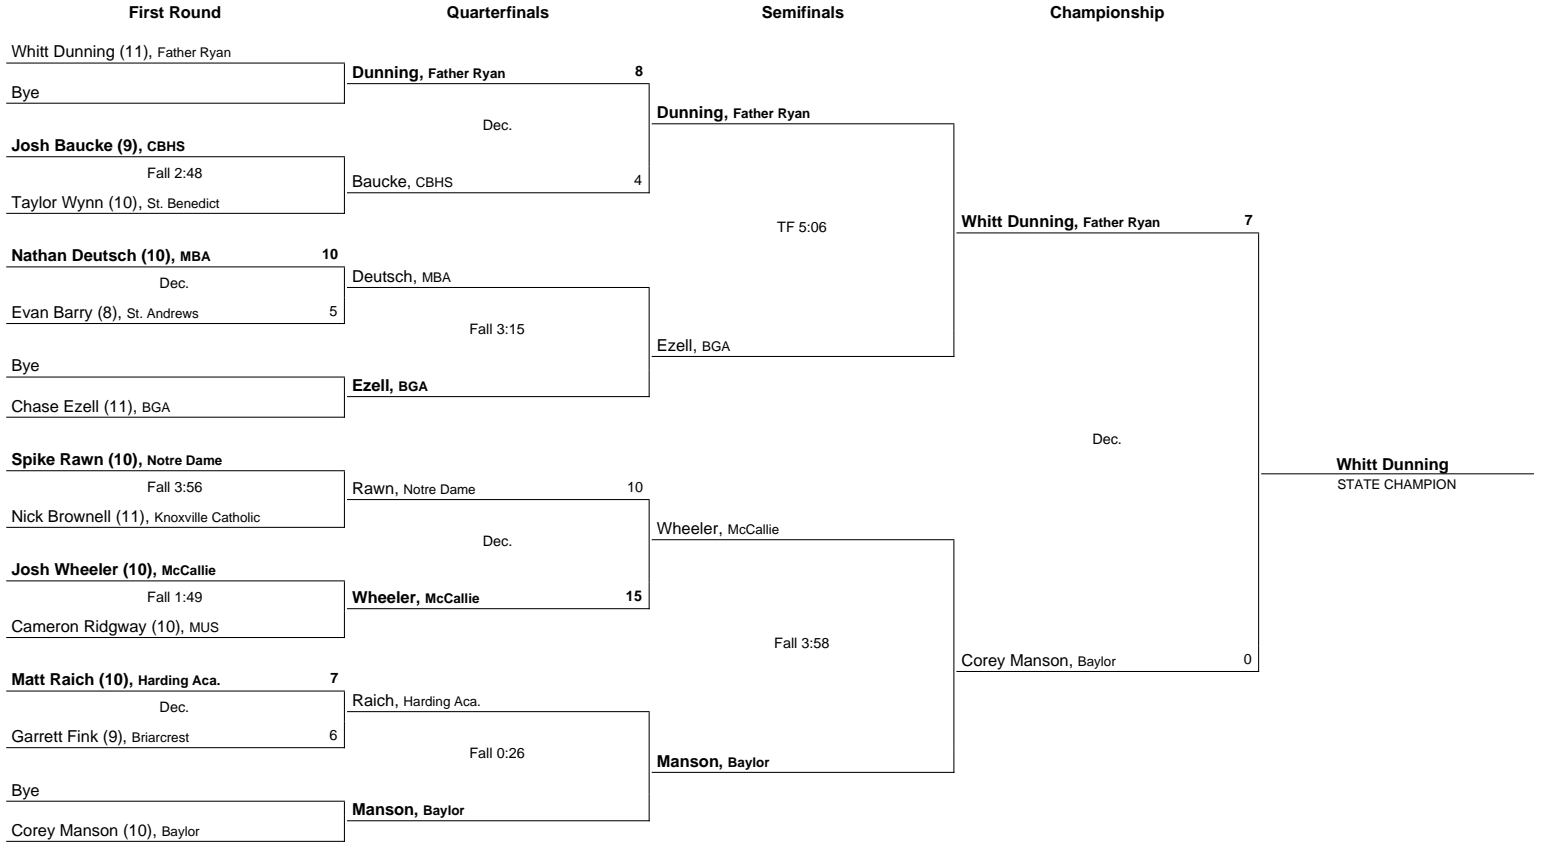 First Round Quarterfinals Semifinals Championship
Whitt Dunning (11), Father Ryan
Dunning, Father Ryan 8
Bye
Dunning, Father Ryan
Dec.
Josh Baucke (9), CBHS
Fall 2:48
Baucke, CBHS 4
Taylor Wynn (10), St. Benedict
Whitt Dunning, Father Ryan 7
TF 5:06
Nathan Deutsch (10), MBA 10
Deutsch, MBA
Dec.
Evan Barry (8), St. Andrews 5
Fall 3:15
Ezell, BGA
Bye
Ezell, BGA
Chase Ezell (11), BGA
Dec.
Spike Rawn (10), Notre Dame
Whitt Dunning
STATE CHAMPION
Fall 3:56
Rawn, Notre Dame 10
Nick Brownell (11), Knoxville Catholic
Wheeler, McCallie
Dec.
Josh Wheeler (10), McCallie
Fall 1:49
Wheeler, McCallie 15
Cameron Ridgway (10), MUS
Fall 3:58
Corey Manson, Baylor 0
Matt Raich (10), Harding Aca. 7
Raich, Harding Aca.
Dec.
Garrett Fink (9), Briarcrest 6
Fall 0:26
Manson, Baylor
Bye
Manson, Baylor
Corey Manson (10), Baylor